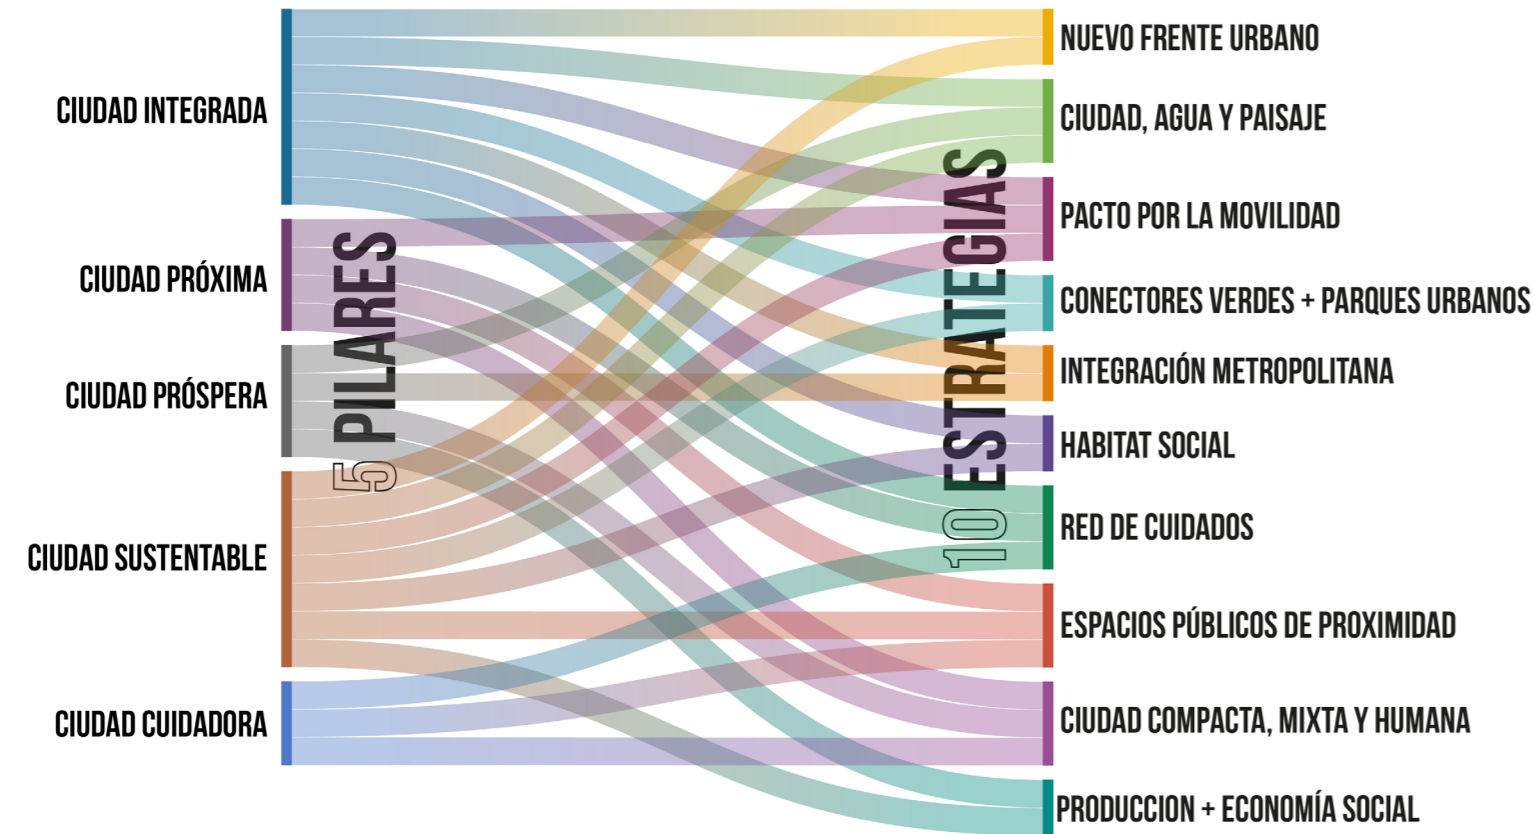 CIUDAD INTEGRADA
CIUDAD PRÓXIMA
CIUDAD PRÓSPERA
CIUDAD SUSTENTABLE
CIUDAD CUIDADORA
5 PILARES
10 ESTRATEGIAS
NUEVO FRENTE URBANO
CIUDAD, AGUA Y PAISAJE
PACTO POR LA MOVILIDAD
CONECTORES VERDES + PARQUES URBANOS
INTEGRACIÓN METROPOLITANA
HABITAT SOCIAL
RED DE CUIDADOS
ESPACIOS PÚBLICOS DE PROXIMIDAD
CIUDAD COMPACTA, MIXTA Y HUMANA
PRODUCCION + ECONOMÍA SOCIAL